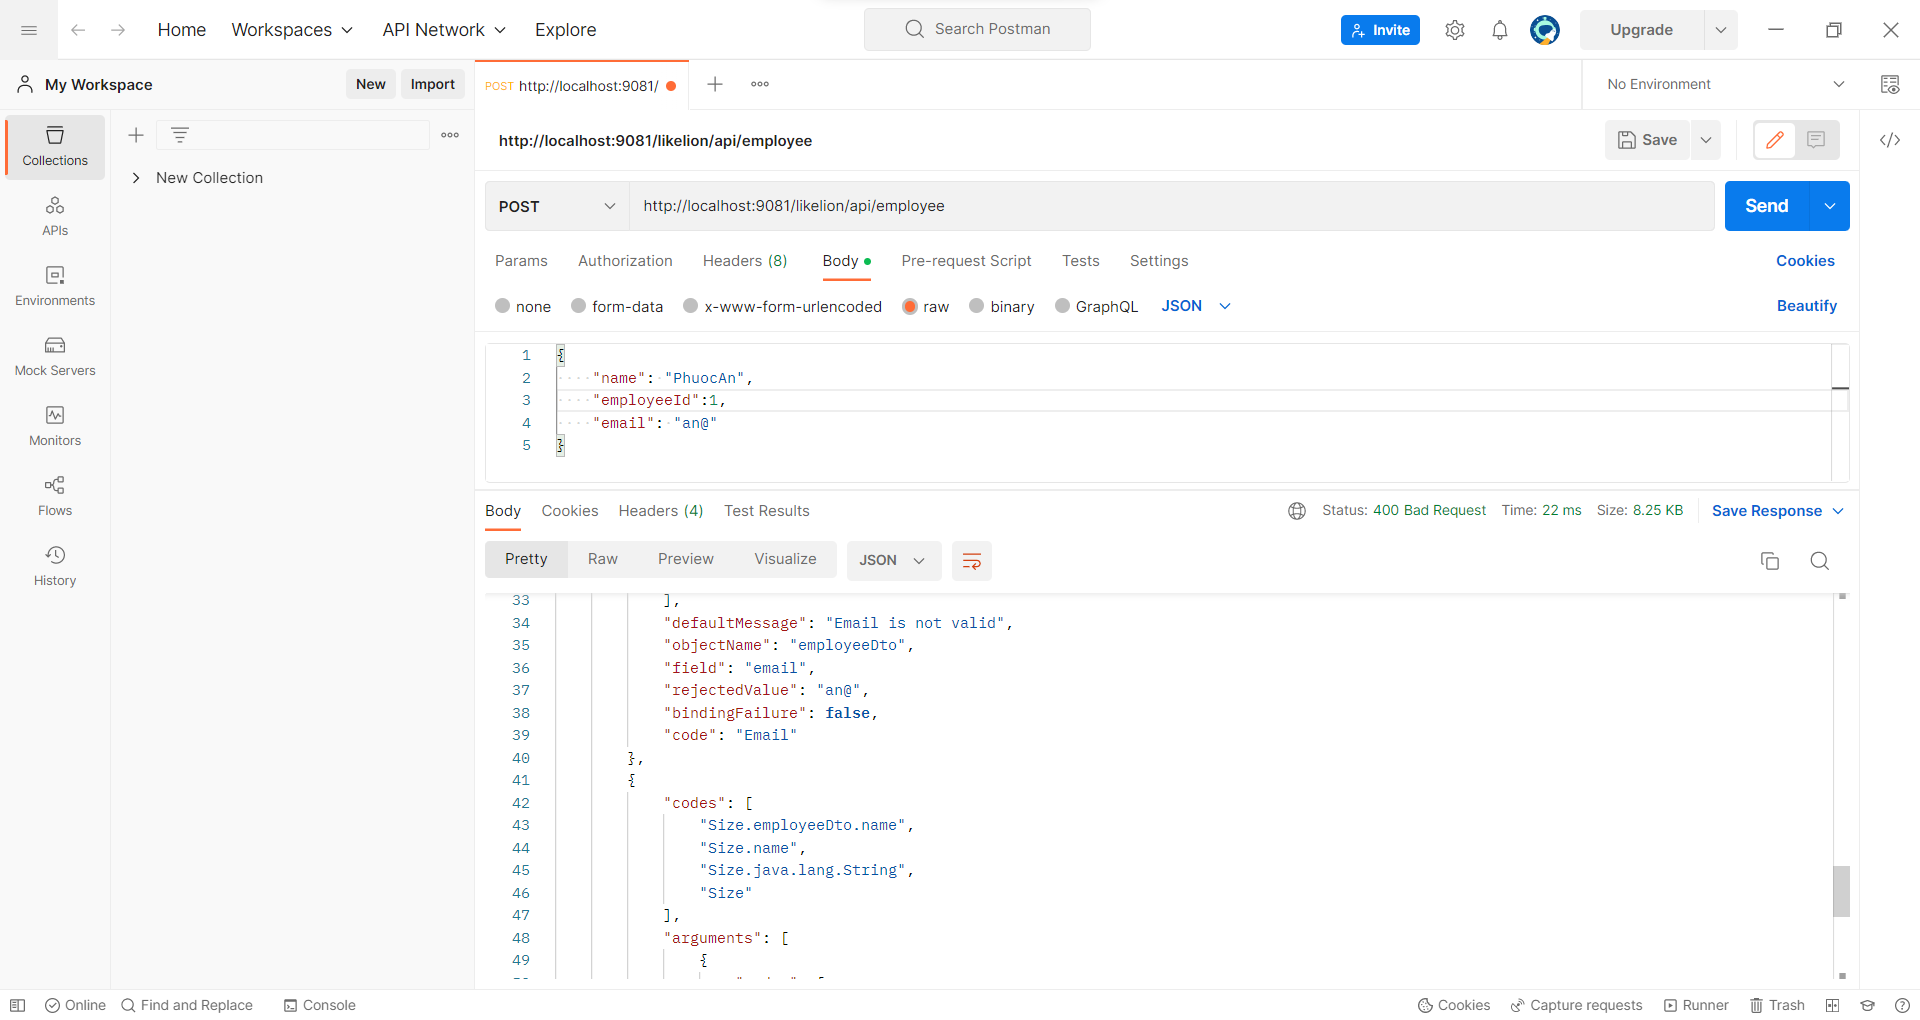 Home
Workspaces
API Network
Explore
Search Postman
Invite
Upgrade
My Workspace
New
Import
POST http://localhost:9081/
No Environment
Collections
APIs
Environments
Mock Servers
Monitors
Flows
History
New Collection
http://localhost:9081/likelion/api/employee
Save
POST
http://localhost:9081/likelion/api/employee
Send
Params
Authorization
Headers (8)
Body
Pre-request Script
Tests
Settings
Cookies
none
form-data
x-www-form-urlencoded
raw
binary
GraphQL
JSON
Beautify
1 {
2 "name": "PhuocAn",
3 "employeeId":1,
4 "email": "an@"
5 }
Body
Cookies
Headers (4)
Test Results
Status: 400 Bad Request
Time: 22 ms
Size: 8.25 KB
Save Response
Pretty
Raw
Preview
Visualize
JSON
33 ],
34 "defaultMessage": "Email is not valid",
35 "objectName": "employeeDto",
36 "field": "email",
37 "rejectedValue": "an@",
38 "bindingFailure": false,
39 "code": "Email"
40 },
41 {
42 "codes": [
43 "Size.employeeDto.name",
44 "Size.name",
45 "Size.java.lang.String",
46 "Size"
47 ],
48 "arguments": [
49 {
Online
Find and Replace
Console
Cookies
Capture requests
Runner
Trash